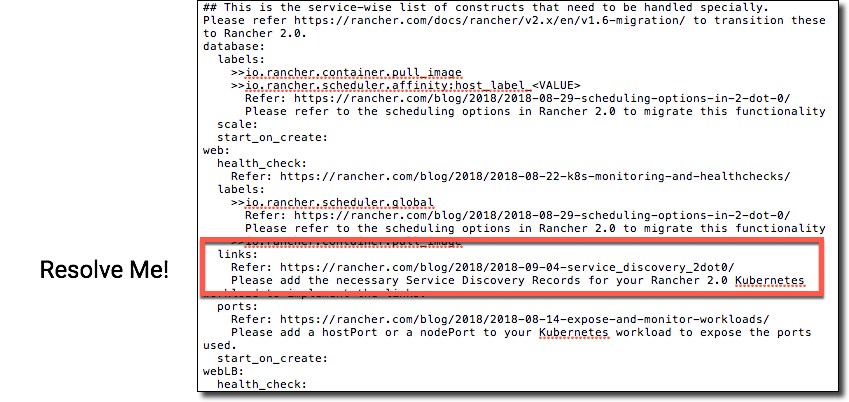 ## This is the service-wise list of constructs that need to be handled specially.
Please refer https://rancher.com/docs/rancher/v2.x/en/v1.6-migration/ to transition these
to Rancher 2.0.
database:
labels:
>>io.rancher.container.pull_image
>>io.rancher.scheduler.affinity:host_label_<VALUE>
Refer: https://rancher.com/blog/2018/2018-08-29-scheduling-options-in-2-dot-0/
Please refer to the scheduling options in Rancher 2.0 to migrate this functionality
scale:
start_on_create:
web:
health_check:
Refer: https://rancher.com/blog/2018/2018-08-22-k8s-monitoring-and-healthchecks/
labels:
>>io.rancher.scheduler.global
Refer: https://rancher.com/blog/2018/2018-08-29-scheduling-options-in-2-dot-0/
Please refer to the scheduling options in Rancher 2.0 to migrate this functionality
>>io.rancher.container.pull_image
links:
Resolve Me!
Refer: https://rancher.com/blog/2018/2018-09-04-service_discovery_2dot0/
Please add the necessary Service Discovery Records for your Rancher 2.0 Kubernetes
workload to implement the links.
ports:
Refer: https://rancher.com/blog/2018/2018-08-14-expose-and-monitor-workloads/
Please add a hostPort or a nodePort to your Kubernetes workload to expose the ports
used.
start_on_create:
webLB:
health_check: